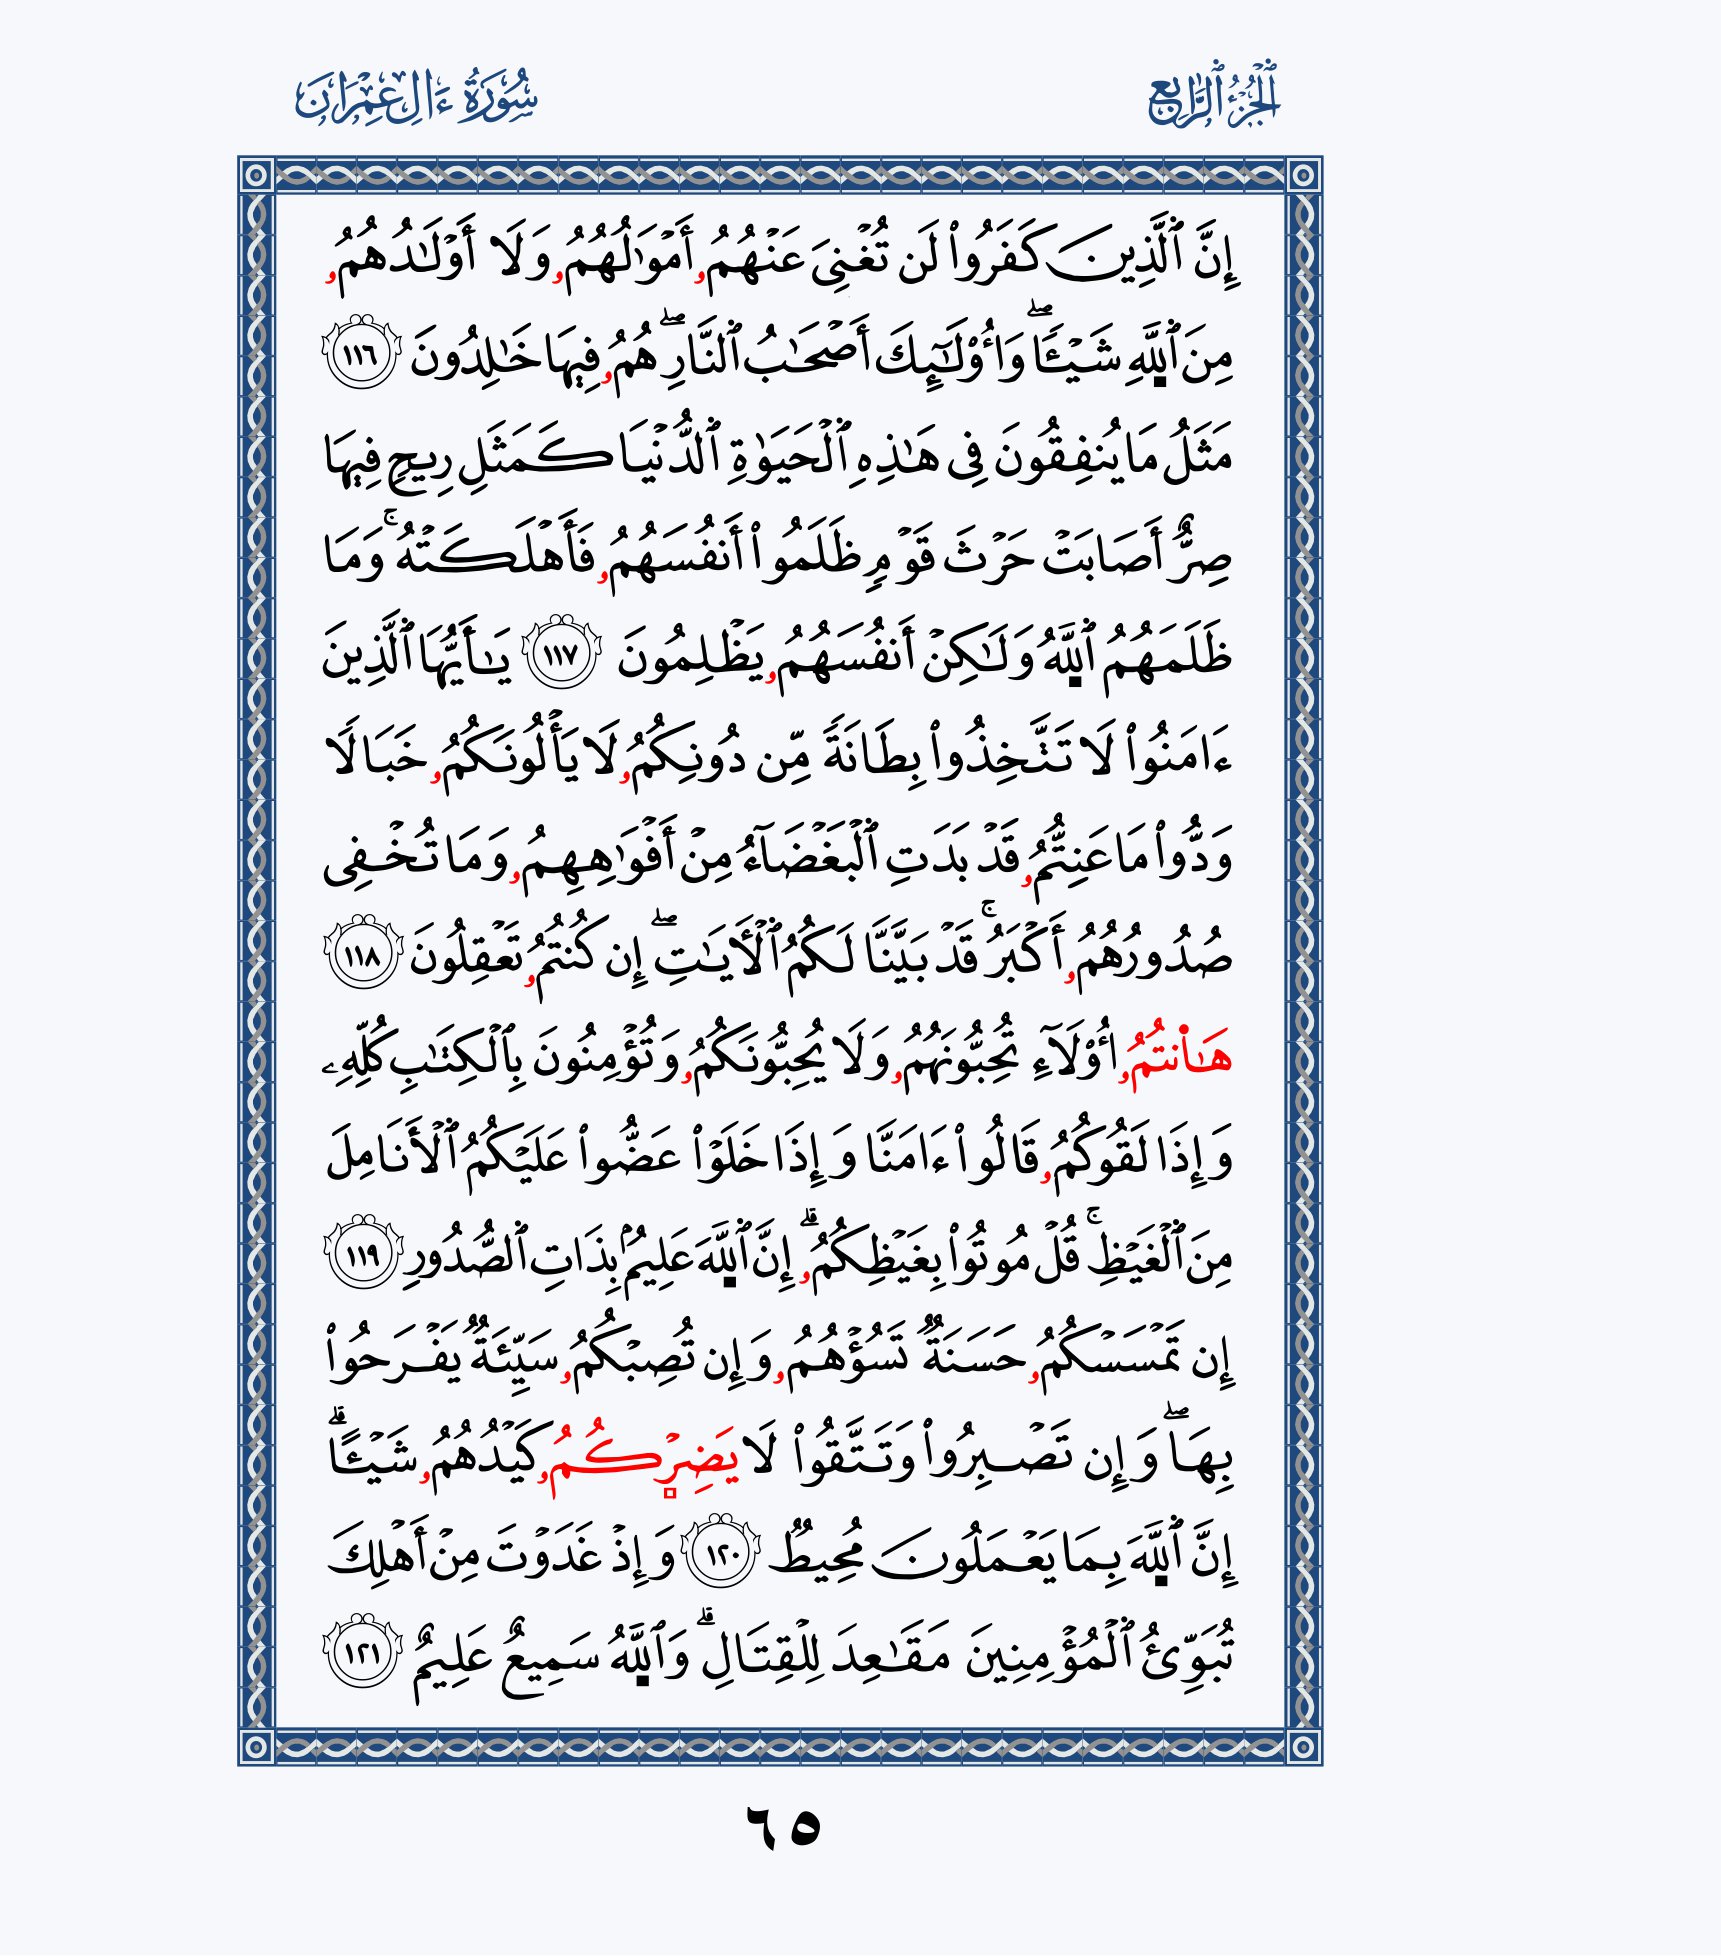 ٱلۡجُزۡءُ ٱلرَّابِعُ سُورَةُ ءَالِ عِمۡرَانَ
إِنَّ ٱلَّذِينَ كَفَرُواْ لَن تُغۡنِيَ عَنۡهُمُۥ أَمۡوَٰلُهُمُۥ وَلَا أَوۡلَٰدُهُمُۥ
مِنَ ٱللَّهِ شَيۡـًٔاۖ وَأُوْلَٰٓئِكَ أَصۡحَٰبُ ٱلنَّارِۖ هُمُۥ فِيهَا خَٰلِدُونَ ١١٦
مَثَلُ مَا يُنفِقُونَ فِي هَٰذِهِ ٱلۡحَيَوٰةِ ٱلدُّنۡيَا كَمَثَلِ رِيحٖ فِيهَا
صِرٌّ أَصَابَتۡ حَرۡثَ قَوۡمٖ ظَلَمُواْ أَنفُسَهُمُۥ فَأَهۡلَكَتۡهُۚ وَمَا
ظَلَمَهُمُ ٱللَّهُ وَلَٰكِنۡ أَنفُسَهُمُۥ يَظۡلِمُونَ ١١٧ يَٰأَيُّهَا ٱلَّذِينَ
ءَامَنُواْ لَا تَتَّخِذُواْ بِطَانَةٗ مِّن دُونِكُمُۥ لَا يَأۡلُونَكُمُۥ خَبَالٗا
وَدُّواْ مَا عَنِتُّمُۥ قَدۡ بَدَتِ ٱلۡبَغۡضَآءُ مِنۡ أَفۡوَٰهِهِمُۥ وَمَا تُخۡفِي
صُدُورُهُمُۥ أَكۡبَرُۚ قَدۡ بَيَّنَّا لَكُمُ ٱلۡأٓيَٰتِۖ إِن كُنتُمُۥ تَعۡقِلُونَ ١١٨
هَٰانتُمُۥ أُوْلَآءِ تُحِبُّونَهُمُۥ وَلَا يُحِبُّونَكُمُۥ وَتُؤۡمِنُونَ بِٱلۡكِتَٰبِ كُلِّهِۦ
وَإِذَا لَقُوكُمُۥ قَالُواْ ءَامَنَّا وَإِذَا خَلَوۡاْ عَضُّواْ عَلَيۡكُمُ ٱلۡأَنَامِلَ
مِنَ ٱلۡغَيۡظِۚ قُلۡ مُوتُواْ بِغَيۡظِكُمُۥۗ إِنَّ ٱللَّهَ عَلِيمُۢ بِذَاتِ ٱلصُّدُورِ ١١٩
إِن تَمۡسَسۡكُمُۥ حَسَنَةٞ تَسُؤۡهُمُۥ وَإِن تُصِبۡكُمُۥ سَيِّئَةٞ يَفۡرَحُواْ
بِهَاۖ وَإِن تَصۡبِرُواْ وَتَتَّقُواْ لَا يَضِرۡكُمُۥ كَيۡدُهُمُۥ شَيۡـًٔاۗ
إِنَّ ٱللَّهَ بِمَا يَعۡمَلُونَ مُحِيطٞ ١٢٠ وَإِذۡ غَدَوۡتَ مِنۡ أَهۡلِكَ
تُبَوِّئُ ٱلۡمُؤۡمِنِينَ مَقَٰعِدَ لِلۡقِتَالِۗ وَٱللَّهُ سَمِيعٌ عَلِيمٌ ١٢١
٦٥